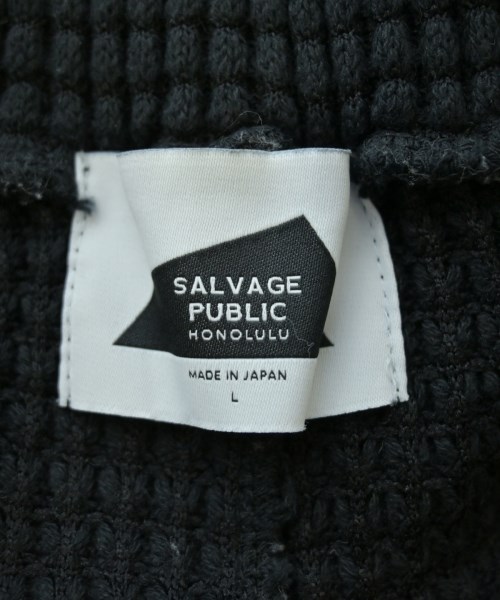 SALVAGE
PUBLIC
HONOLULU
MADE IN JAPAN
L